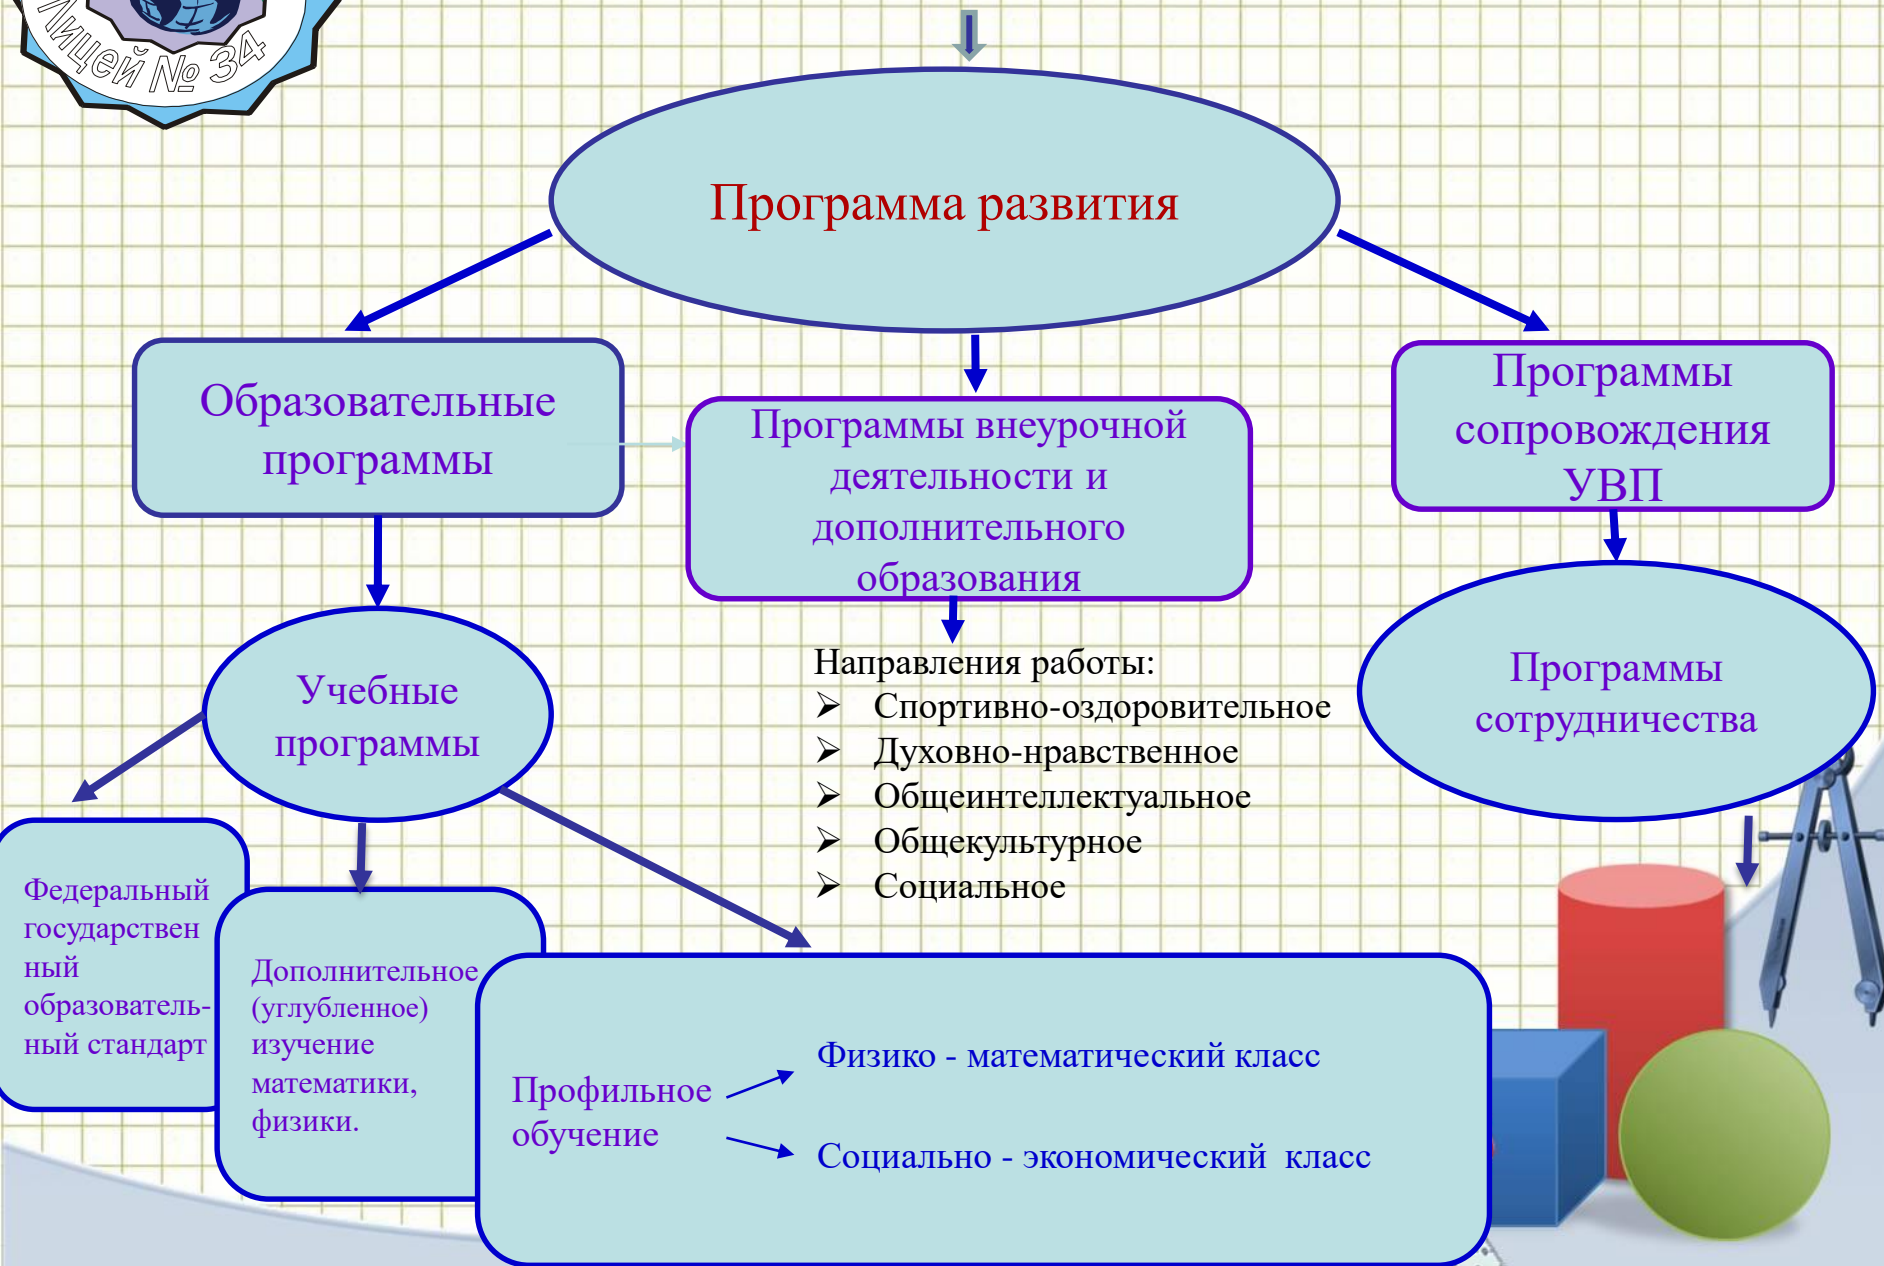 Лицей № 34
Программа развития
Образовательные
программы
Программы внеурочной
деятельности и
дополнительного
образования
Программы
сопровождения
УВП
Учебные
программы
Направления работы:
Спортивно-оздоровительное
Духовно-нравственное
Общеинтеллектуальное
Общекультурное
Социальное
Программы
сотрудничества
Федеральный
государствен
ный
образователь-
ный стандарт
Дополнительное
(углубленное)
изучение
математики,
физики.
Профильное
обучение
Физико - математический класс
Социально - экономический класс